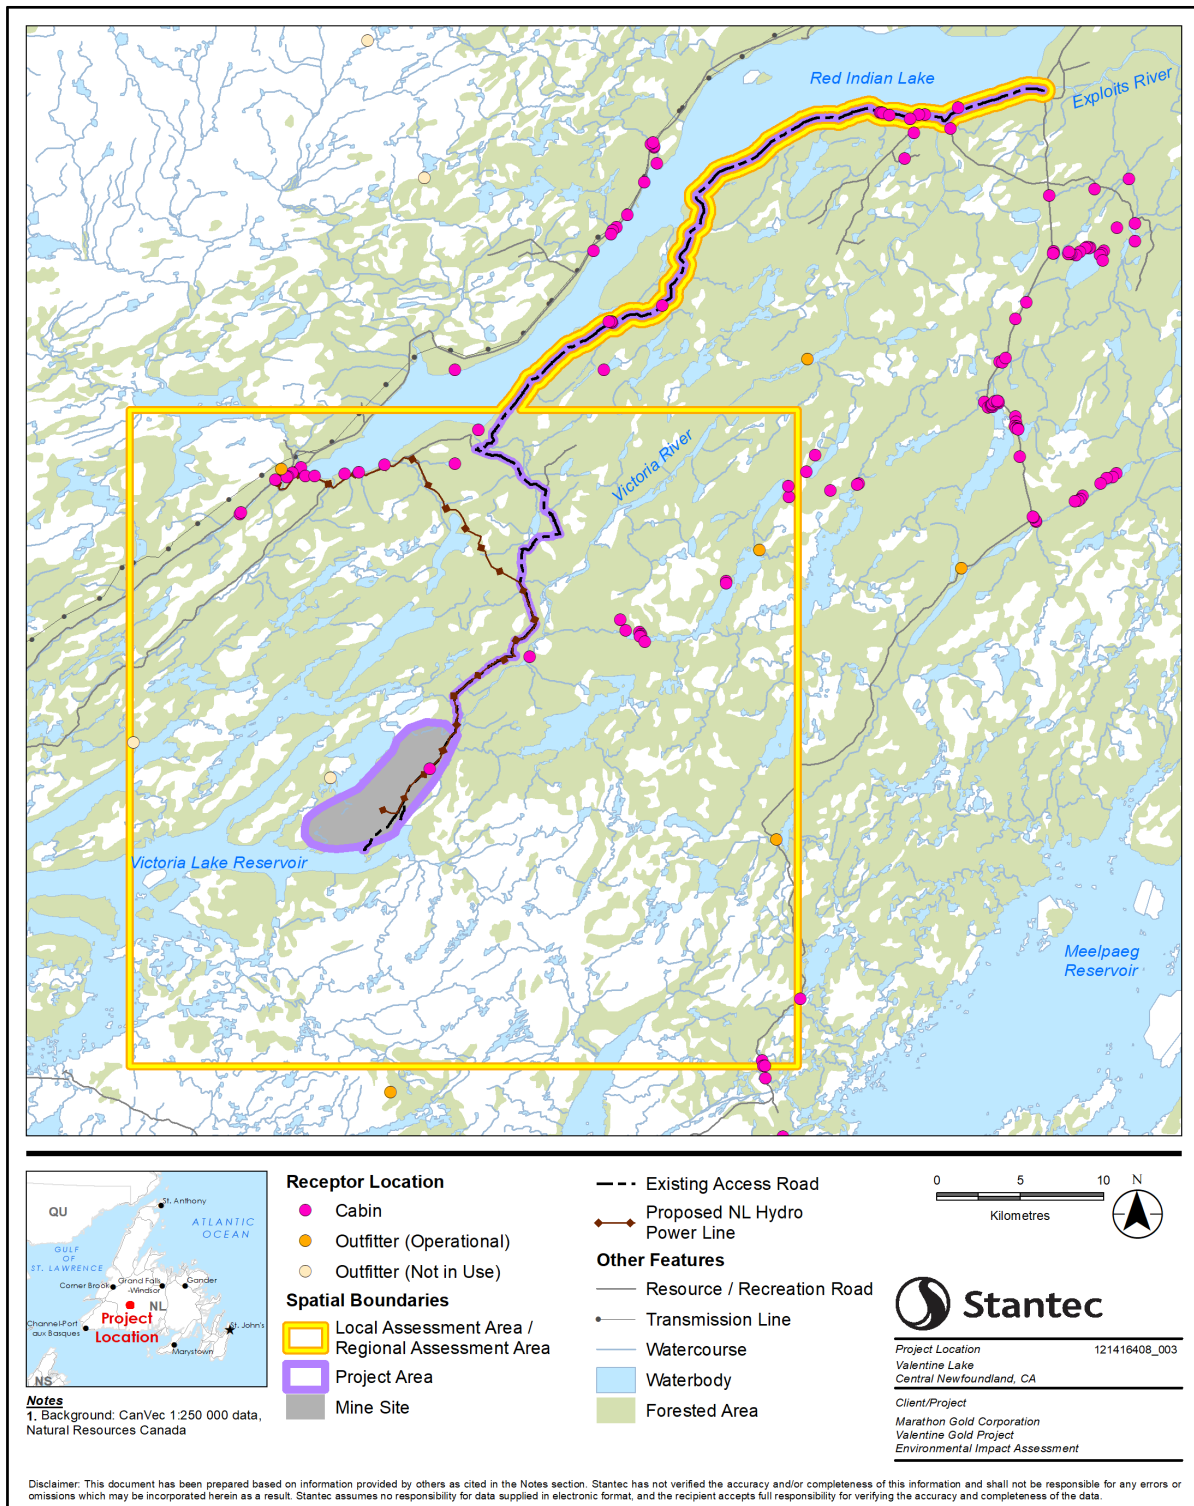 Red Indian Lake
Exploits River
Victoria River
Victoria Lake Reservoir
Meelpaeg
Reservoir
QU
St. Anthony
ATLANTIC
OCEAN
GULF
OF
ST. LAWRENCE
Corner Brook
Grand Falls
-Windsor
Gander
NL
Project
Location
Channel-Port
aux Basques
St. John's
Marystown
NS
Notes
1. Background: CanVec 1:250 000 data,
Natural Resources Canada
Receptor Location
Cabin
Outfitter (Operational)
Outfitter (Not in Use)
Spatial Boundaries
Local Assessment Area /
Regional Assessment Area
Project Area
Mine Site
Existing Access Road
Proposed NL Hydro
Power Line
Other Features
Resource / Recreation Road
Transmission Line
Watercourse
Waterbody
Forested Area
0 5 10
Kilometres
N
Stantec
Project Location 121416408_003
Valentine Lake
Central Newfoundland, CA
Client/Project
Marathon Gold Corporation
Valentine Gold Project
Environmental Impact Assessment
Disclaimer: This document has been prepared based on information provided by others as cited in the Notes section. Stantec has not verified the accuracy and/or completeness of this information and shall not be responsible for any errors or
omissions which may be incorporated herein as a result. Stantec assumes no responsibility for data supplied in electronic format, and the recipient accepts full responsibility for verifying the accuracy and completeness of the data.